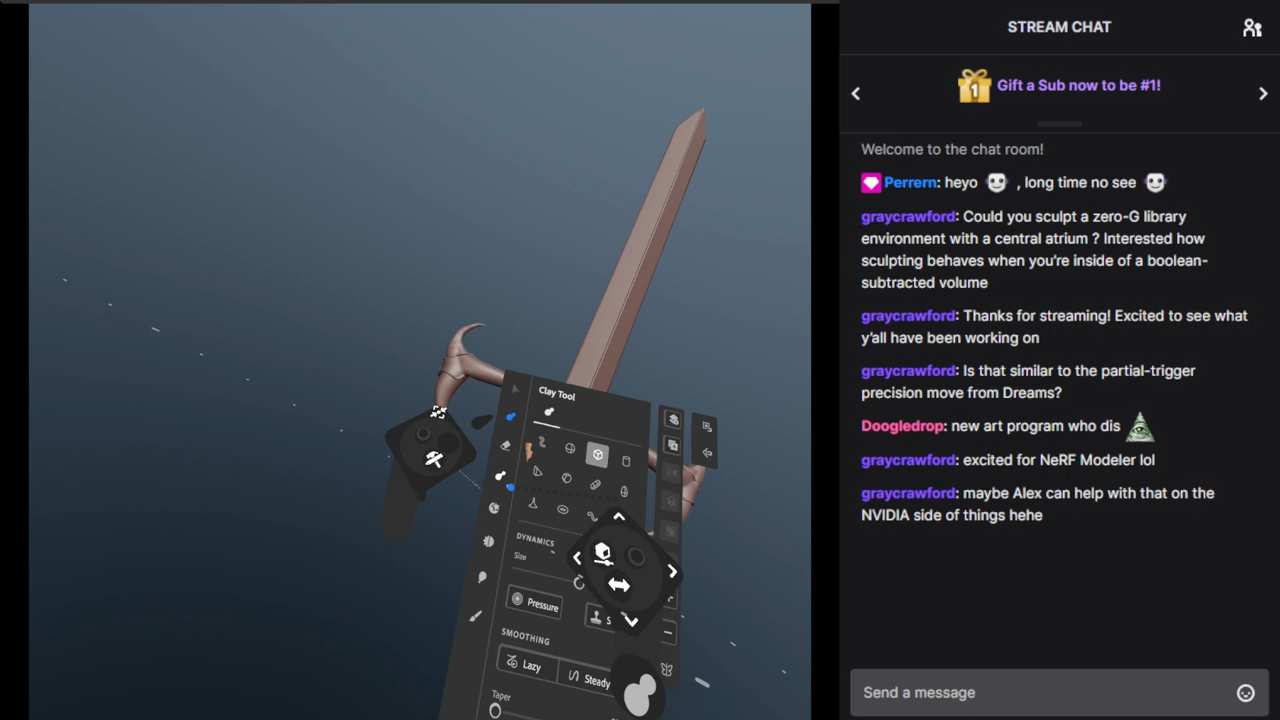 STREAM CHAT
1
Gift a Sub now to be #1!
Welcome to the chat room!
Perrern: heyo , long time no see
graycrawford: Could you sculpt a zero-G library
environment with a central atrium ? Interested how
sculpting behaves when you're inside of a boolean-
subtracted volume
graycrawford: Thanks for streaming! Excited to see what
y'all have been working on
graycrawford: Is that similar to the partial-trigger
precision move from Dreams?
Doogledrop: new art program who dis
graycrawford: excited for NeRF Modeler lol
graycrawford: maybe Alex can help with that on the
NVIDIA side of things hehe
Send a message
Clay Tool
DYNAMICS
Size
Pressure
S
SMOOTHING
Lazy
Steady
Taper